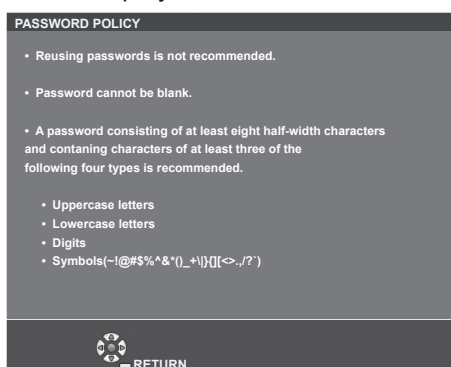 PASSWORD POLICY
• Reusing passwords is not recommended.
• Password cannot be blank.
• A password consisting of at least eight half-width characters
and contaning characters of at least three of the
following four types is recommended.
• Uppercase letters
• Lowercase letters
• Digits
• Symbols(~!@#$%^&*()_+\|}{][<>.,/?`)
RETURN